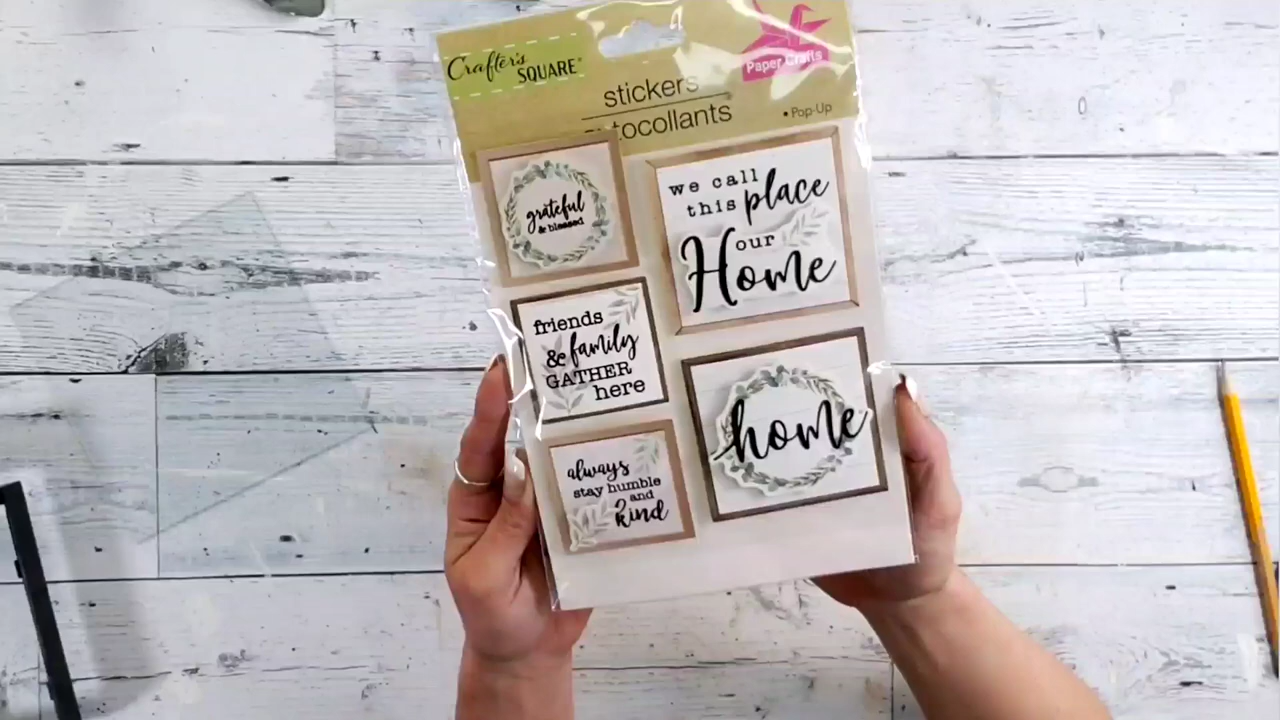 Crafter's
SQUARE
Paper Crafts
stickers
autocollants
• Pop-Up
grateful
& blessed
we call
this place
our
Home
friends
& family
GATHER
here
home
always
stay humble
and
kind